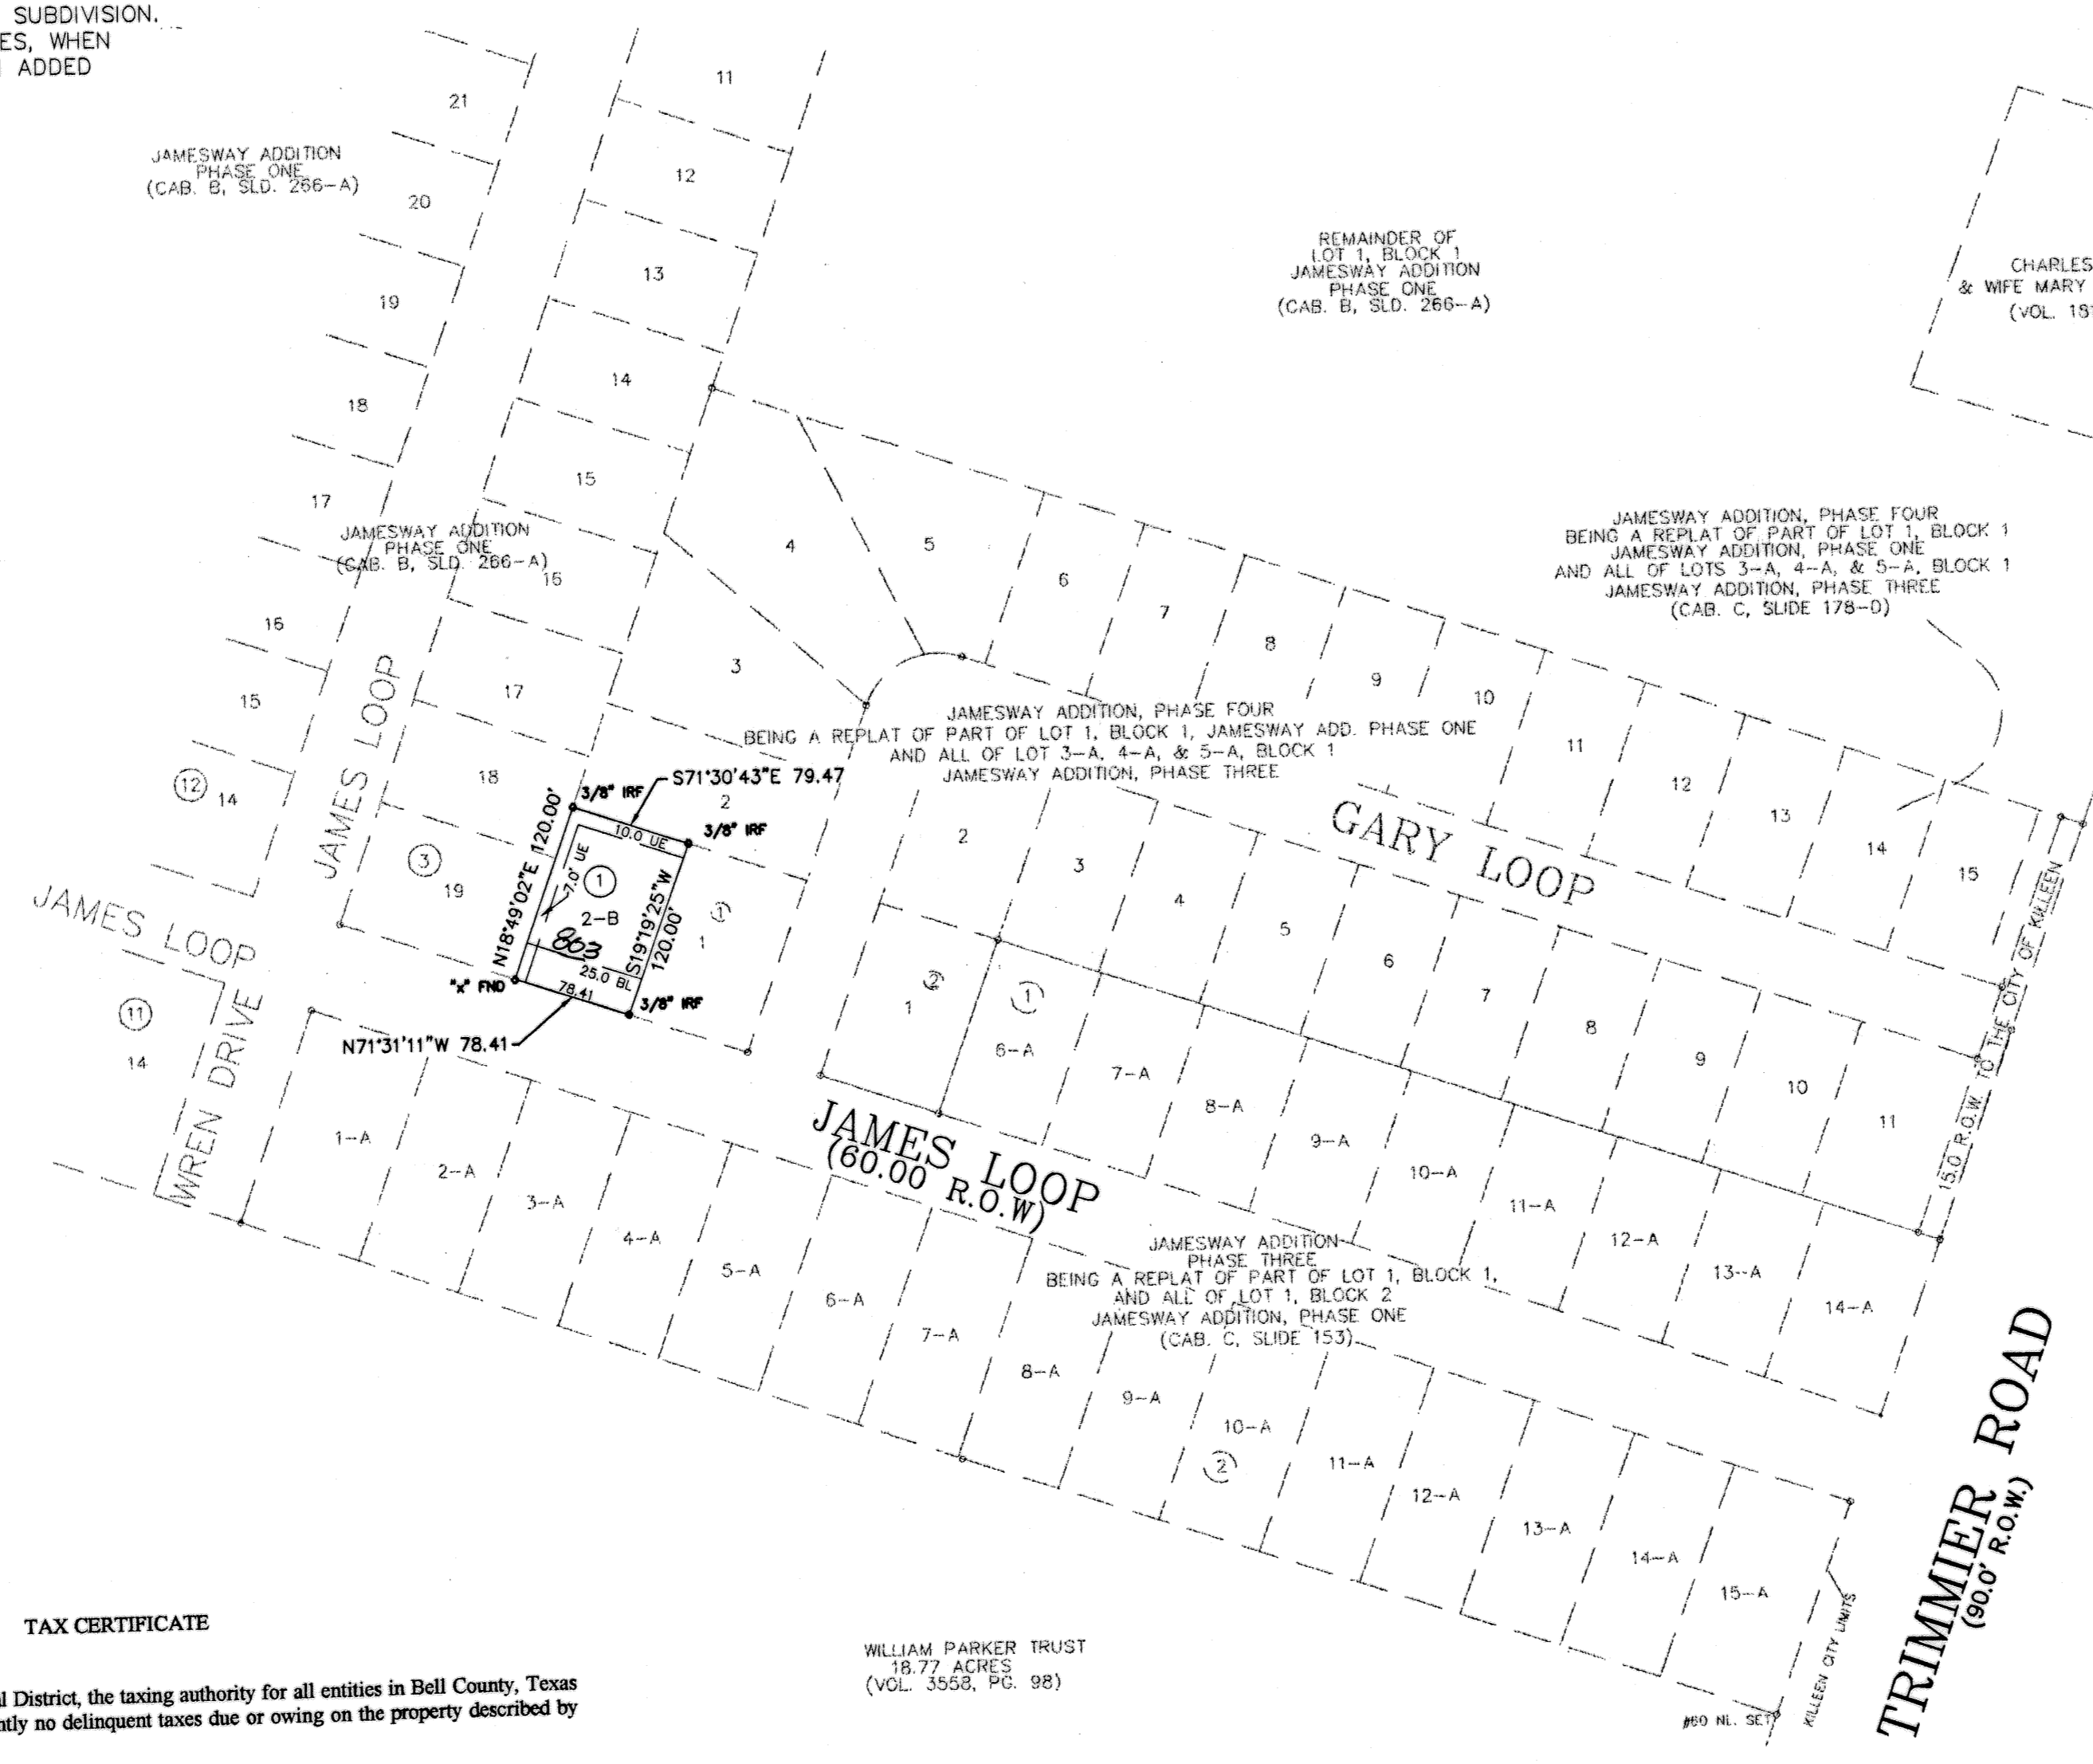 SUBDIVISION.
ES, WHEN
ADDED
21
11
JAMESWAY ADDITION
PHASE ONE
(CAB. B, SLD. 266-A)
20
12
19
13
REMAINDER OF
LOT 1, BLOCK 1
JAMESWAY ADDITION
PHASE ONE
(CAB. B, SLD. 266-A)
CHARLES
& WIFE MARY
(VOL. 18
18
14
17
15
JAMESWAY ADDITION
PHASE ONE
(CAB. B, SLD. 266-A)
16
4
5
6
7
8
9
10
11
12
13
14
15
JAMESWAY ADDITION, PHASE FOUR
BEING A REPLAT OF PART OF LOT 1, BLOCK 1
JAMESWAY ADDITION, PHASE ONE
AND ALL OF LOTS 3-A, 4-A, & 5-A, BLOCK 1
JAMESWAY ADDITION, PHASE THREE
(CAB. C, SLIDE 178-D)
16
17
3
15
18
JAMESWAY ADDITION, PHASE FOUR
BEING A REPLAT OF PART OF LOT 1, BLOCK 1, JAMESWAY ADD. PHASE ONE
AND ALL OF LOT 3-A, 4-A, & 5-A, BLOCK 1
JAMESWAY ADDITION, PHASE THREE
JAMES LOOP
12
14
3
19
S71°30'43"E 79.47
2
3/8" IRF
3/8" IRF
10.0 UE
N18°49'02"E 120.00'
7.0' UE
1
2-B
803
S19°19'25"W
120.00'
25.0 BL
78.41
"x" FND
3/8" IRF
N71°31'11"W 78.41
1
1
GARY LOOP
2
3
4
5
6
7
8
9
10
11
1
2
1
JAMES LOOP
11
14
WREN DRIVE
6-A
7-A
8-A
9-A
10-A
11-A
12-A
13-A
14-A
15.0 R.O.W. TO THE CITY OF KILLEEN
JAMES LOOP
(60.00 R.O.W)
1-A
2-A
3-A
4-A
5-A
6-A
7-A
8-A
9-A
10-A
2
11-A
12-A
13-A
14-A
15-A
JAMESWAY ADDITION
PHASE THREE
BEING A REPLAT OF PART OF LOT 1, BLOCK 1,
AND ALL OF LOT 1, BLOCK 2
JAMESWAY ADDITION, PHASE ONE
(CAB. C, SLIDE 153)
TRIMMIER ROAD
(90.0' R.O.W.)
KILLEEN CITY LIMITS
#60 NL. SET
WILLIAM PARKER TRUST
18.77 ACRES
(VOL. 3558, PG. 98)
TAX CERTIFICATE
l District, the taxing authority for all entities in Bell County, Texas
ntly no delinquent taxes due or owing on the property described by